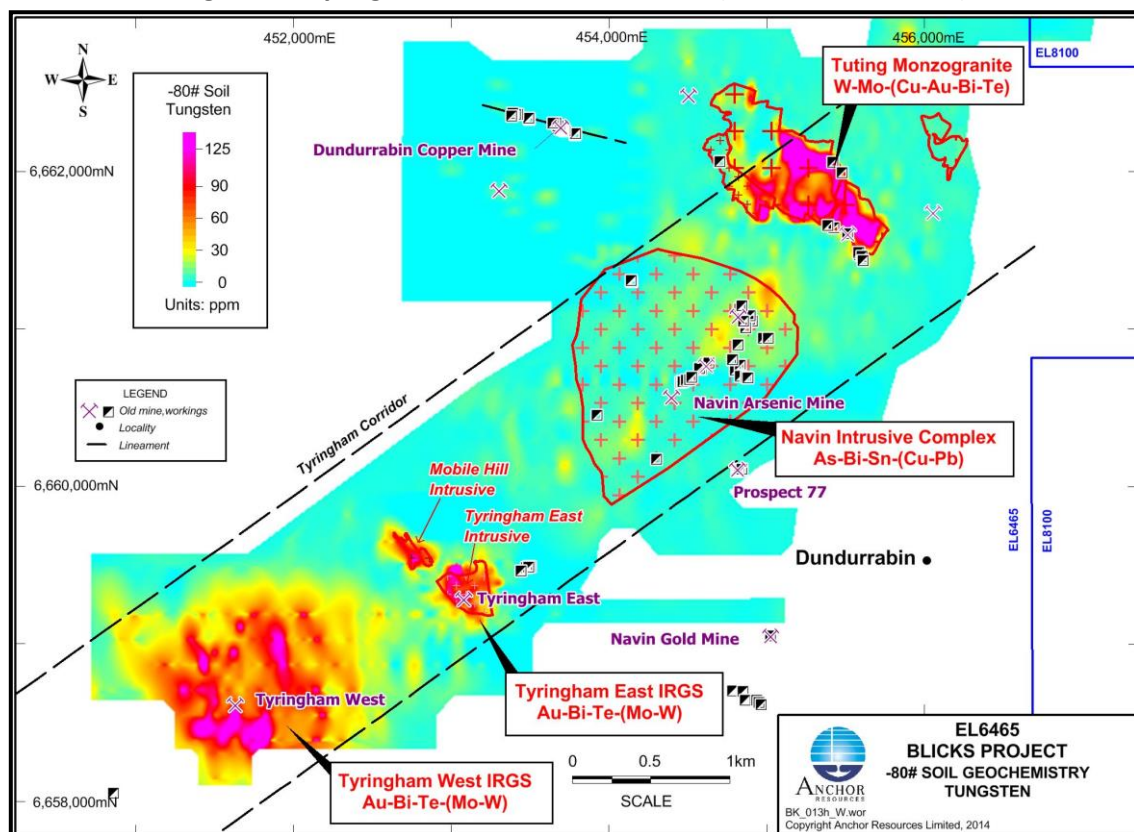 452,000mE
454,000mE
456,000mE
EL8100
N
W E
S
-80# Soil
Tungsten
125
90
60
30
0
Units: ppm
Tuting Monzogranite
W-Mo-(Cu-Au-Bi-Te)
Dundurrabin Copper Mine
6,662,000mN
LEGEND
Old mine,workings
Locality
Lineament
Tyringham Corridor
Navin Arsenic Mine
Navin Intrusive Complex
As-Bi-Sn-(Cu-Pb)
6,660,000mN
Mobile Hill
Intrusive
Tyringham East
Intrusive
Prospect 77
EL6465
EL8100
Dundurrabin
Tyringham East
Navin Gold Mine
Tyringham West
Tyringham East IRGS
Au-Bi-Te-(Mo-W)
Tyringham West IRGS
Au-Bi-Te-(Mo-W)
0 0.5 1km
SCALE
6,658,000mN
EL6465
BLICKS PROJECT
-80# SOIL GEOCHEMISTRY
TUNGSTEN
ANCHOR
RESOURCES
BK_013h_W.wor
Copyright Anchor Resources Limited, 2014